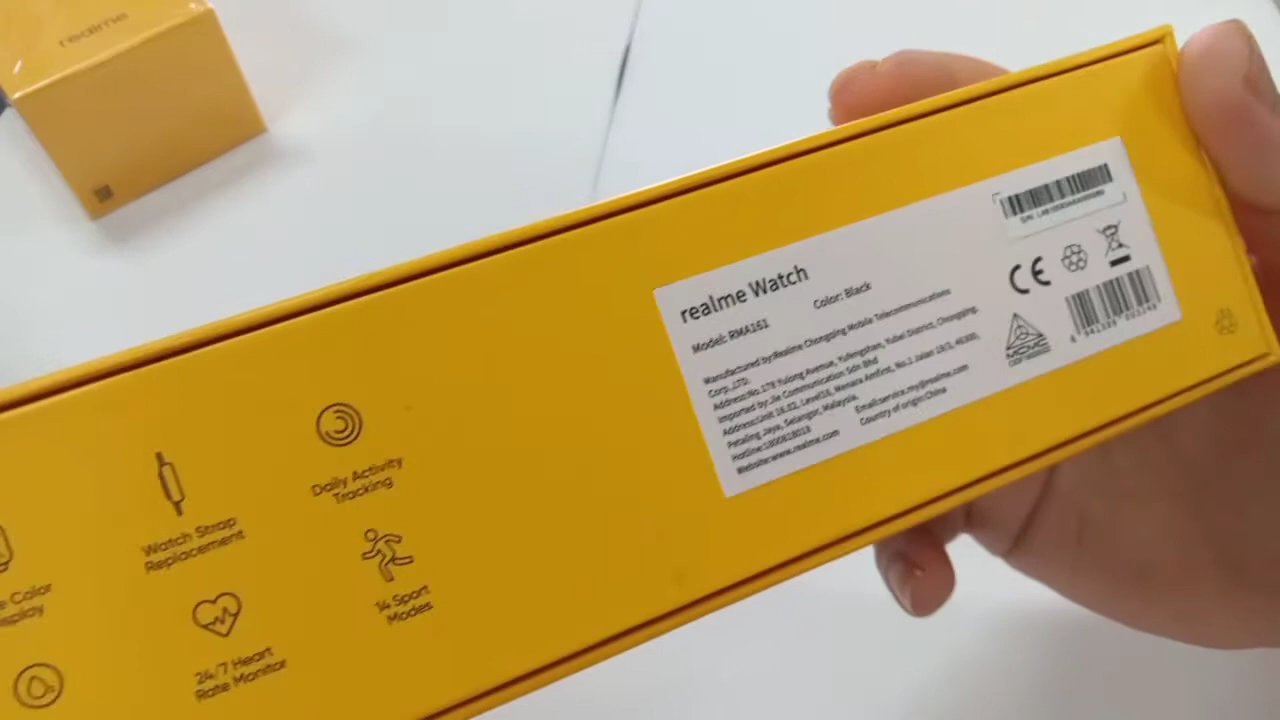 realme
realme Watch
Model: RMA161
Color: Black
Manufactured by:Realme Chongqing Mobile Telecommunications
Corp.,LTD.
Address:No.178 Yulong Avenue, Yufengshan, Yubei District, Chongqing.
Imported by:Jie Communication Sdn Bhd
Address:Unit 16.02, Level16, Menara Amfirst, No.1 Jalan 19/3, 46300,
Petaling Jaya, Selangor, Malaysia.
Hotline:1800818018
Email:service.my@realme.com
Website:www.realme.com
Country of origin:China
S/N:
CE
MCMC
Color
Watch Strap
Replacement
Daily Activity
Tracking
24/7 Heart
Rate Monitor
14 Sport
Modes